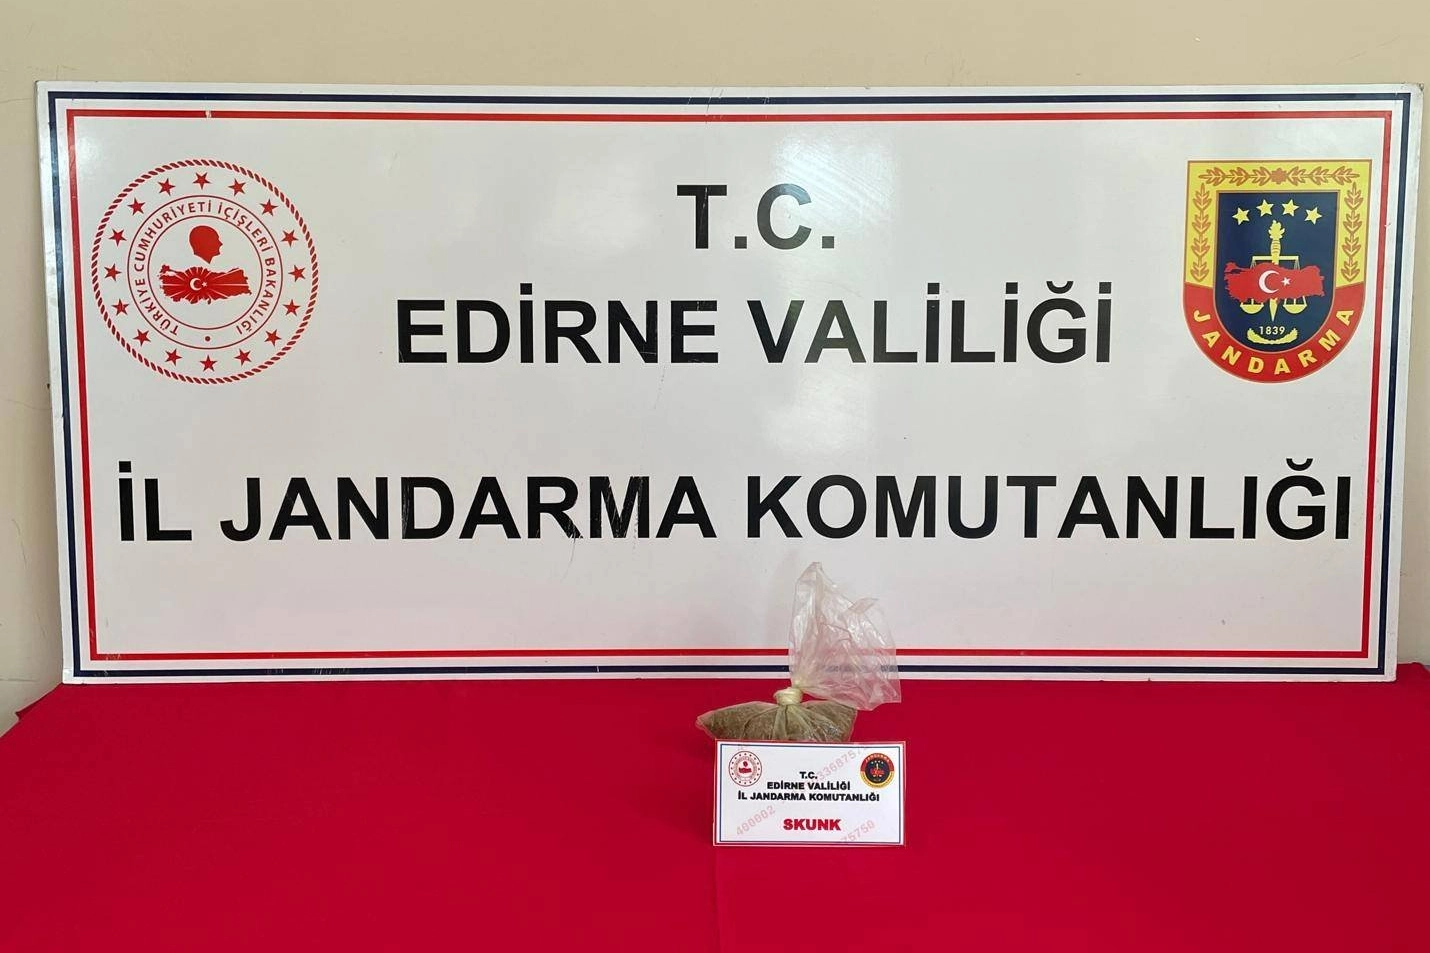 T.C.
EDİRNE VALİLİĞİ
İL JANDARMA KOMUTANLIĞI
TÜRKİYE CUMHURİYETİ İÇİŞLERİ BAKANLIĞI
1839
JANDARMA
T.C.
EDİRNE VALİLİĞİ
İL JANDARMA KOMUTANLIĞI
SKUNK
400002